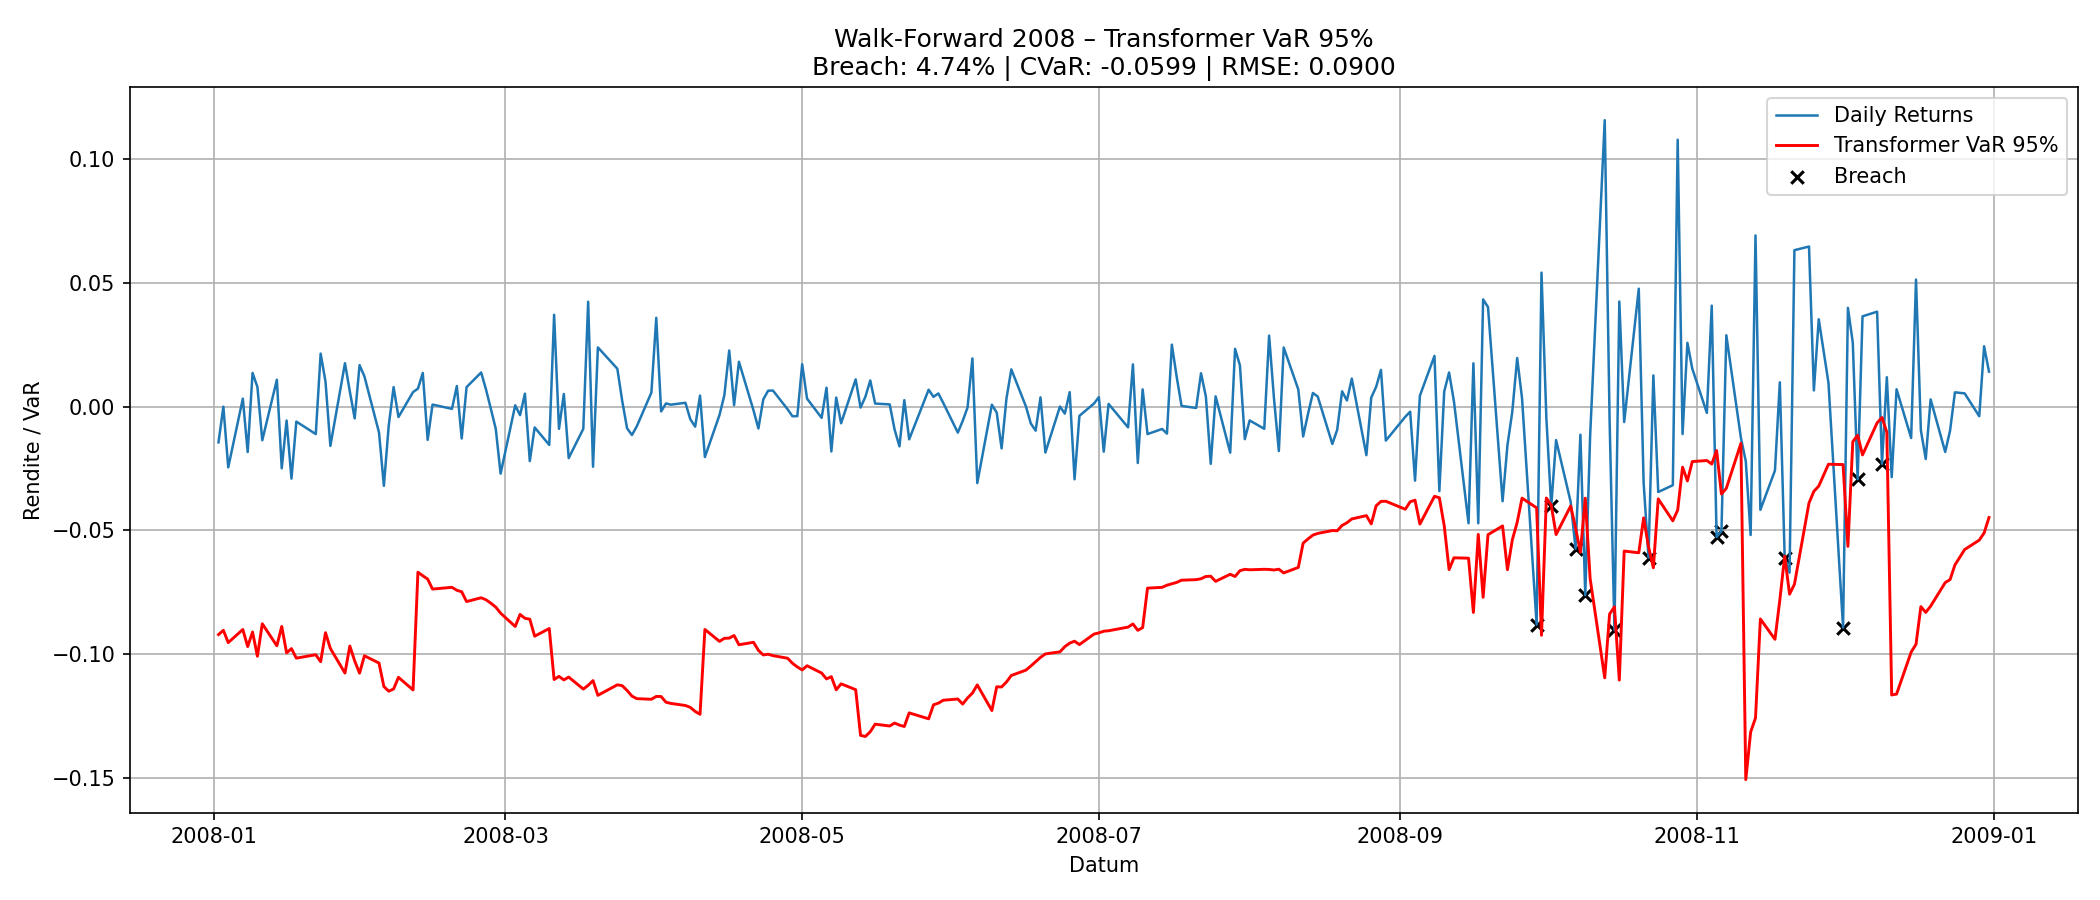 Walk-Forward 2008 – Transformer VaR 95%
Breach: 4.74% | CVaR: -0.0599 | RMSE: 0.0900
Daily Returns
Transformer VaR 95%
Breach
Rendite / VaR
0.10
0.05
0.00
−0.05
−0.10
−0.15
2008-01
2008-03
2008-05
2008-07
2008-09
2008-11
2009-01
Datum